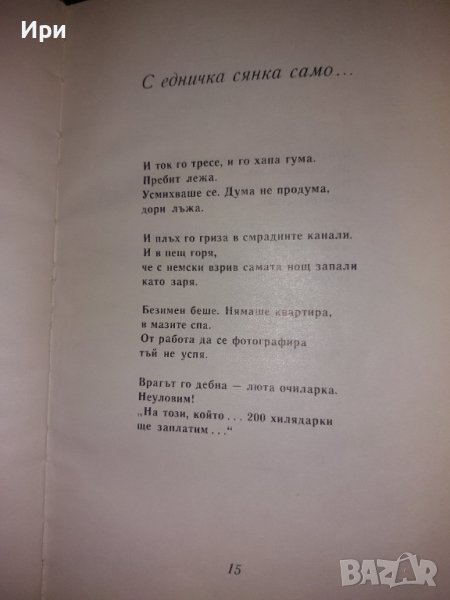 Ири
С едничка сянка само...
И ток го тресе, и го хапа гума.
Пребит лежа.
Усмихваше се. Дума не продума,
дори лъжа.
И плъх го гриза в смрадните канали.
И в пещ горя,
че с немски взрив самата нощ запали
като заря.
Безимен беше. Нямаше квартира,
в мазите спа.
От работа да се фотографира
тъй не успя.
Врагът го дебна — люта очиларка.
Неуловим!
„На този, който... 200 хилядарки
ще заплатим..."
15
BAZAR